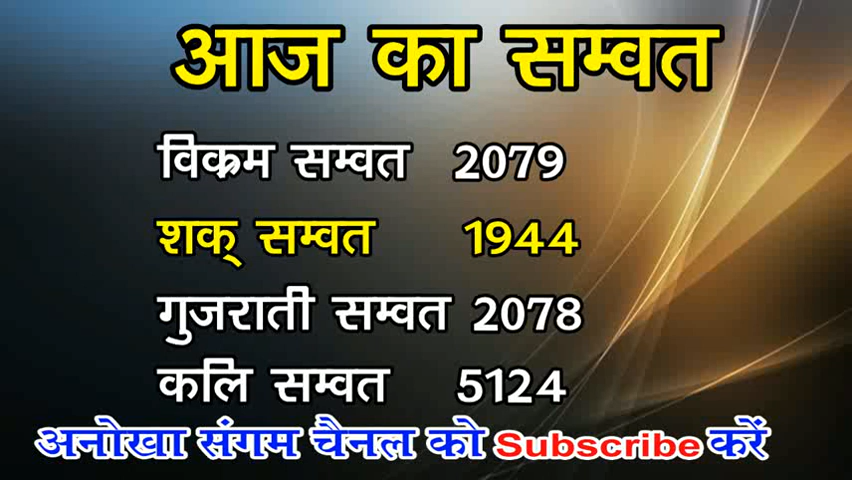 आज का सम्वत
विक्रम सम्वत 2079
शक् सम्वत 1944
गुजराती सम्वत 2078
कलि सम्वत 5124
अनोखा संगम चैनल को Subscribe करें